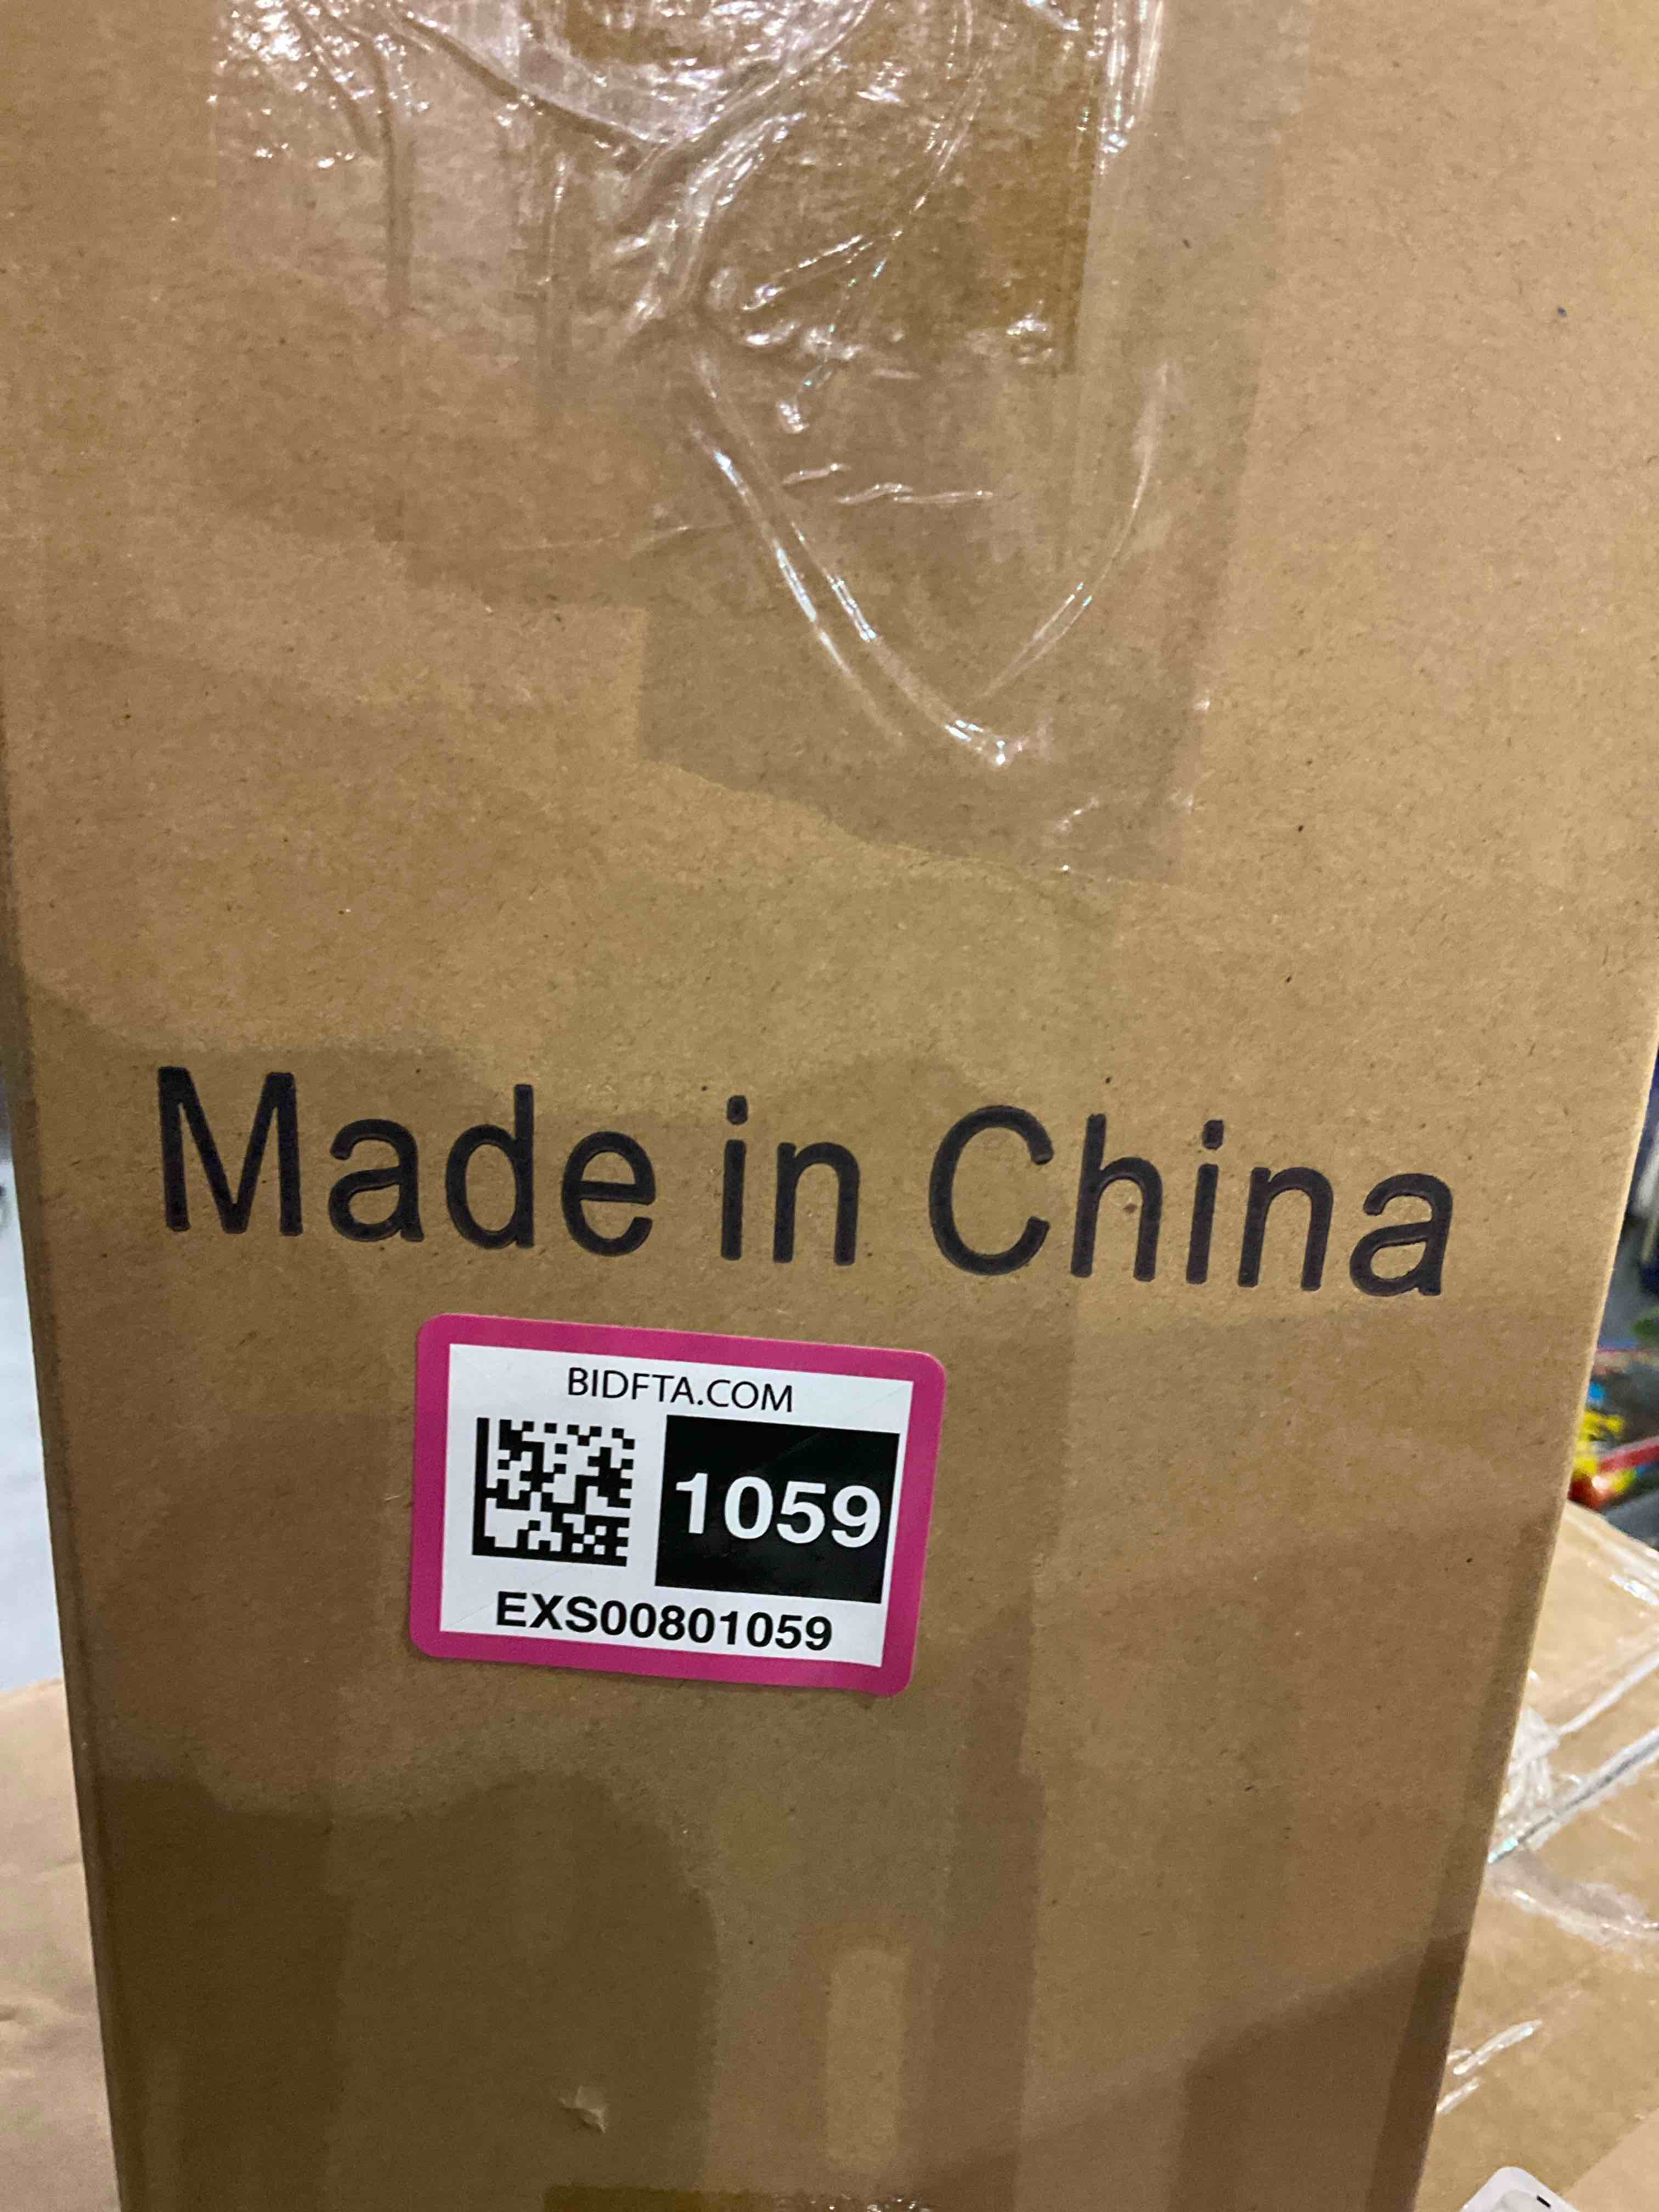 Made in China
BIDFTA.COM
1059
EXS00801059